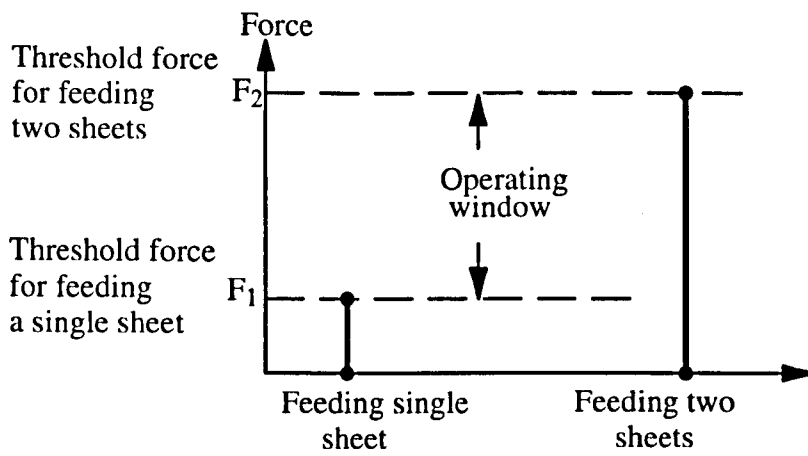 Force
Threshold force
for feeding
two sheets
F2
Operating
window
Threshold force
for feeding
a single sheet
F1
Feeding single
sheet
Feeding two
sheets